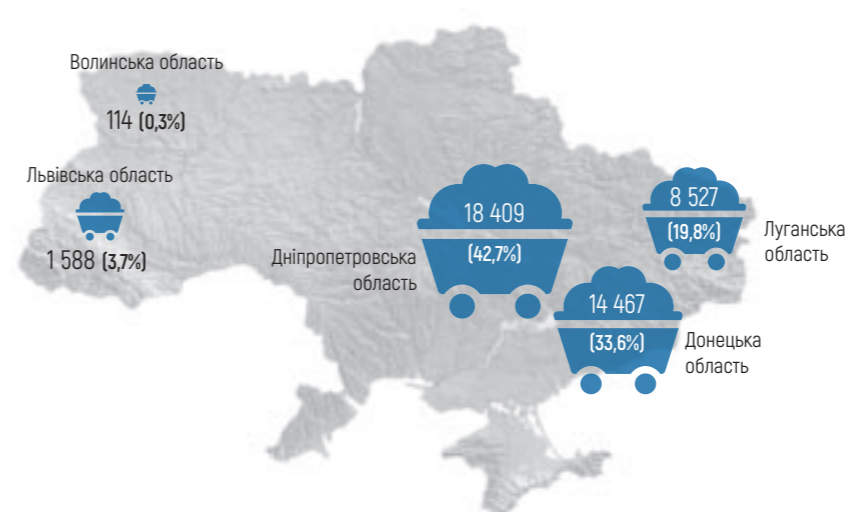 Волинська область
114 (0,3%)
Львівська область
1 588 (3,7%)
Дніпропетровська
область
18 409
(42,7%)
8 527
(19,8%)
Луганська
область
14 467
(33,6%)
Донецька
область